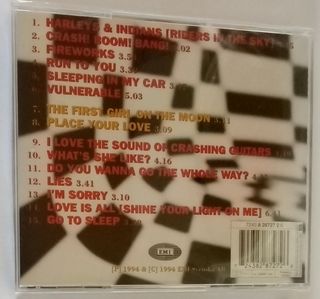 1. HARLEYS & INDIANS [RIDERS IN THE SKY]
2. CRASH! BOOM! BANG! 5.02
3. FIREWORKS 3.5
4. RUN TO YOU
5. SLEEPING IN MY CAR
6. VULNERABLE 5.03
7. THE FIRST GIRL ON THE MOON
8. PLACE YOUR LOVE 3.09
9. I LOVE THE SOUND OF CRASHING GUITARS
10. WHAT'S SHE LIKE? 4.16
11. DO YOU WANNA GO THE WHOLE WAY?
12. LIES 3.41
13. I'M SORRY 3.10
14. LOVE IS ALL [SHINE YOUR LIGHT ON ME] 6.41
15. GO TO SLEEP
EMI
[P] 1994 & [C] 1994 EMI